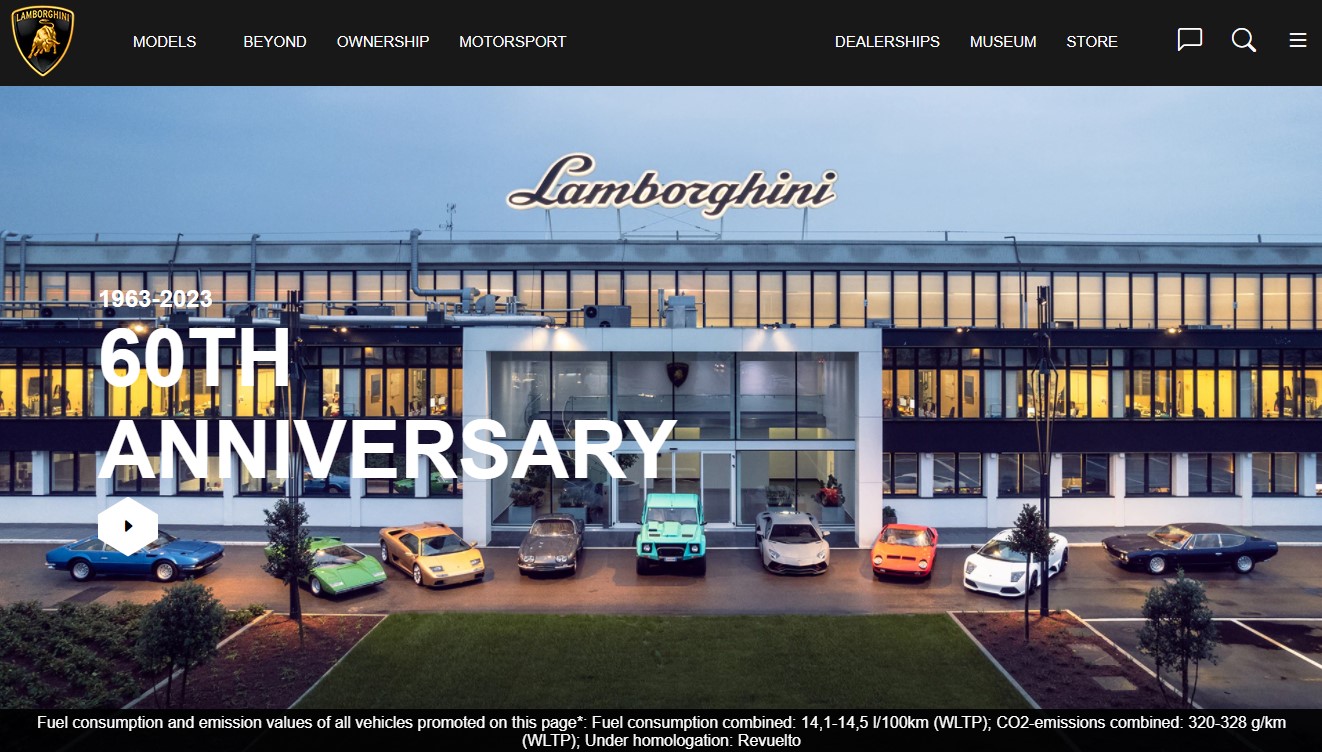 LAMBORGHINI
MODELS BEYOND OWNERSHIP MOTORSPORT DEALERSHIPS MUSEUM STORE
Lamborghini
1963-2023
60TH
ANNIVERSARY
Fuel consumption and emission values of all vehicles promoted on this page*: Fuel consumption combined: 14,1-14,5 l/100km (WLTP); CO2-emissions combined: 320-328 g/km
(WLTP); Under homologation: Revuelto